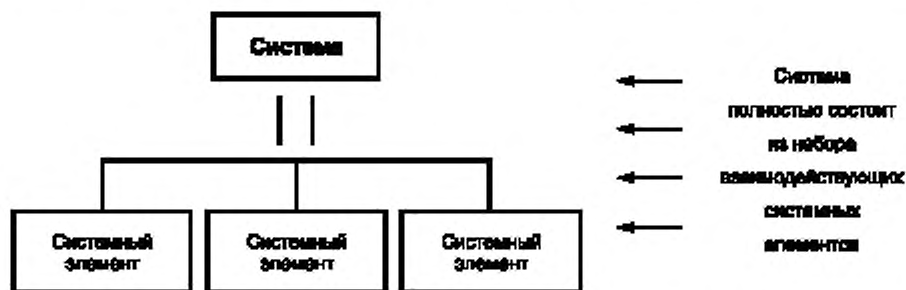 Система
Система
полностью состоит
из набора
взаимодействующих
системных
элементов
Системный
элемент
Системный
элемент
Системный
элемент